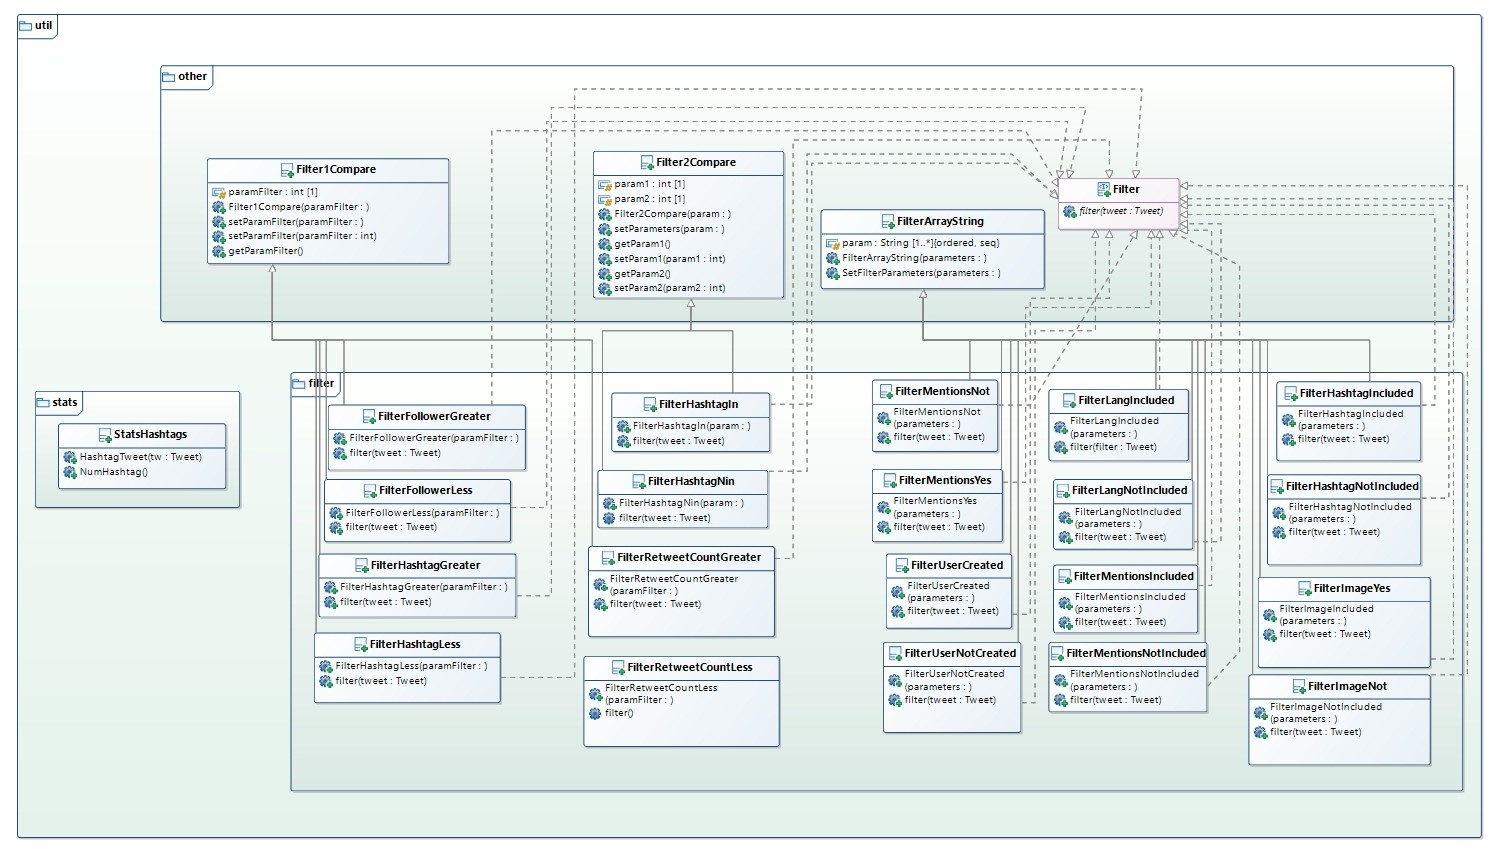 util
other
Filter1Compare
paramFilter : int [1]
Filter1Compare(paramFilter : )
setParamFilter(paramFilter : )
setParamFilter(paramFilter : int)
getParamFilter()
Filter2Compare
param1 : int [1]
param2 : int [1]
Filter2Compare(param : )
setParameters(param : )
getParam1()
setParam1(param1 : int)
getParam2()
setParam2(param2 : int)
FilterArrayString
param : String [1..*]{ordered, seq}
FilterArrayString(parameters : )
SetFilterParameters(parameters : )
Filter
filter(tweet : Tweet)
stats
StatsHashtags
HashtagTweet(tw : Tweet)
NumHashtag()
filter
FilterFollowerGreater
FilterFollowerGreater(paramFilter : )
filter(tweet : Tweet)
FilterFollowerLess
FilterFollowerLess(paramFilter : )
filter(tweet : Tweet)
FilterHashtagGreater
FilterHashtagGreater(paramFilter : )
filter(tweet : Tweet)
FilterHashtagLess
FilterHashtagLess(paramFilter : )
filter(tweet : Tweet)
FilterHashtagIn
FilterHashtagIn(param : )
filter(tweet : Tweet)
FilterHashtagNin
FilterHashtagNin(param : )
filter(tweet : Tweet)
FilterRetweetCountGreater
FilterRetweetCountGreater
(paramFilter : )
filter(tweet : Tweet)
FilterRetweetCountLess
FilterRetweetCountLess
(paramFilter : )
filter()
FilterMentionsNot
FilterMentionsNot
(parameters : )
filter(tweet : Tweet)
FilterMentionsYes
FilterMentionsYes
(parameters : )
filter(tweet : Tweet)
FilterUserCreated
FilterUserCreated
(parameters : )
filter(tweet : Tweet)
FilterUserNotCreated
FilterUserNotCreated
(parameters : )
filter(tweet : Tweet)
FilterLangIncluded
FilterLangIncluded
(parameters : )
filter(filter : Tweet)
FilterLangNotIncluded
FilterLangNotIncluded
(parameters : )
filter(tweet : Tweet)
FilterMentionsIncluded
FilterMentionsIncluded
(parameters : )
filter(tweet : Tweet)
FilterMentionsNotIncluded
FilterMentionsNotIncluded
(parameters : )
filter(tweet : Tweet)
FilterHashtagIncluded
FilterHashtagIncluded
(parameters : )
filter(tweet : Tweet)
FilterHashtagNotIncluded
FilterHashtagNotIncluded
(parameters : )
filter(tweet : Tweet)
FilterImageYes
FilterImageIncluded
(parameters : )
filter(tweet : Tweet)
FilterImageNot
FilterImageNotIncluded
(parameters : )
filter(tweet : Tweet)